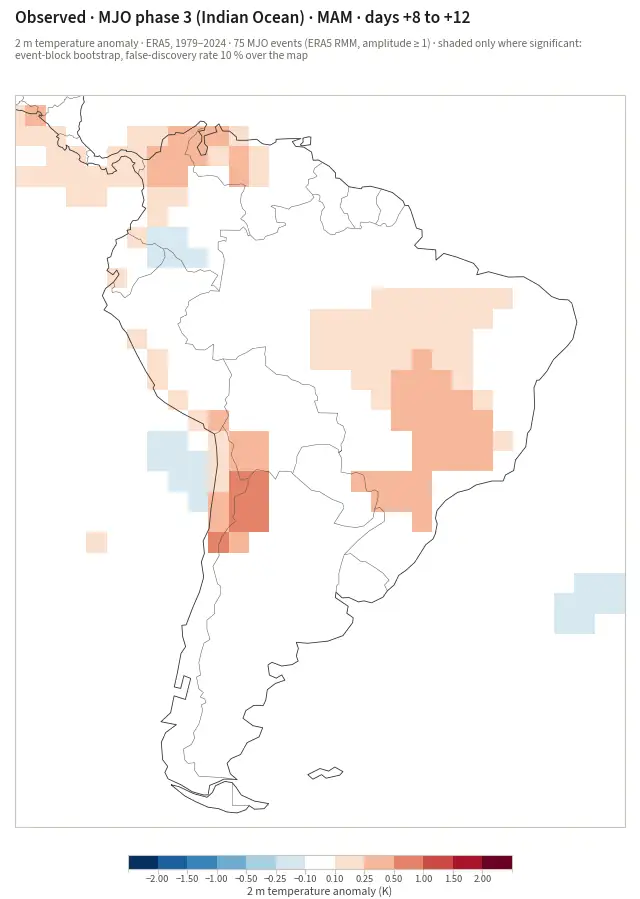 Observed · MJO phase 3 (Indian Ocean) · MAM · days +8 to +12
2 m temperature anomaly · ERA5, 1979–2024 · 75 MJO events (ERA5 RMM, amplitude ≥ 1) · shaded only where significant:
event-block bootstrap, false-discovery rate 10 % over the map
−2.00 −1.50 −1.00 −0.50 −0.25 −0.10 0.10 0.25 0.50 1.00 1.50 2.00
2 m temperature anomaly (K)